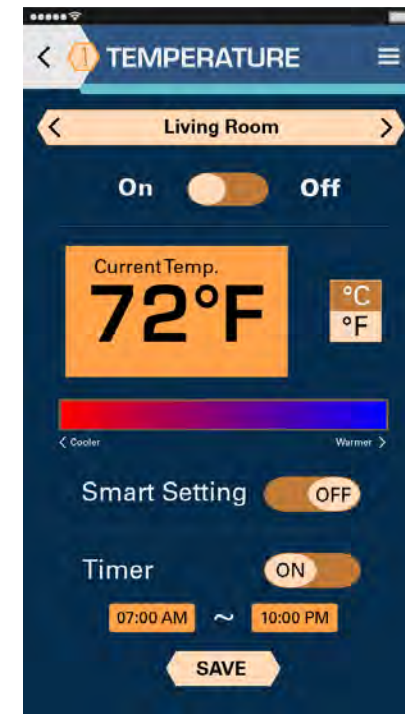 TEMPERATURE
Living Room
On Off
Current Temp.
72°F
°C
°F
< Cooler Warmer >
Smart Setting OFF
Timer ON
07:00 AM ~ 10:00 PM
SAVE